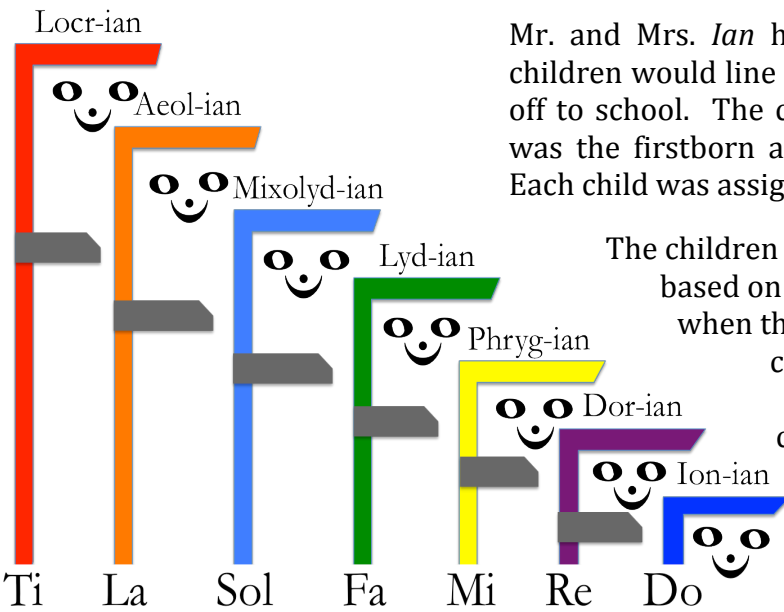 Locr-ian
Aeol-ian
Mixolyd-ian
Lyd-ian
Phryg-ian
Dor-ian
Ion-ian
Ti La Sol Fa Mi Re Do
Mr. and Mrs. Ian
children would line
off to school. The
was the firstborn
Each child was
The children
based on
when